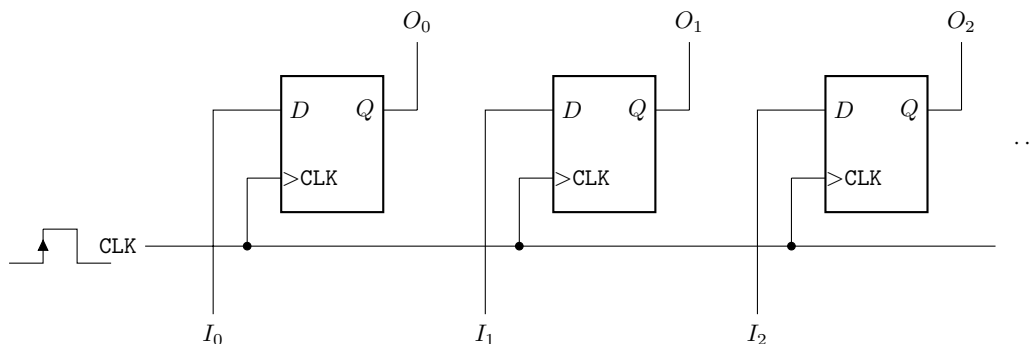 O₀ O₁ O₂
D Q D Q D Q
. .
>CLK >CLK >CLK
CLK
I₀ I₁ I₂